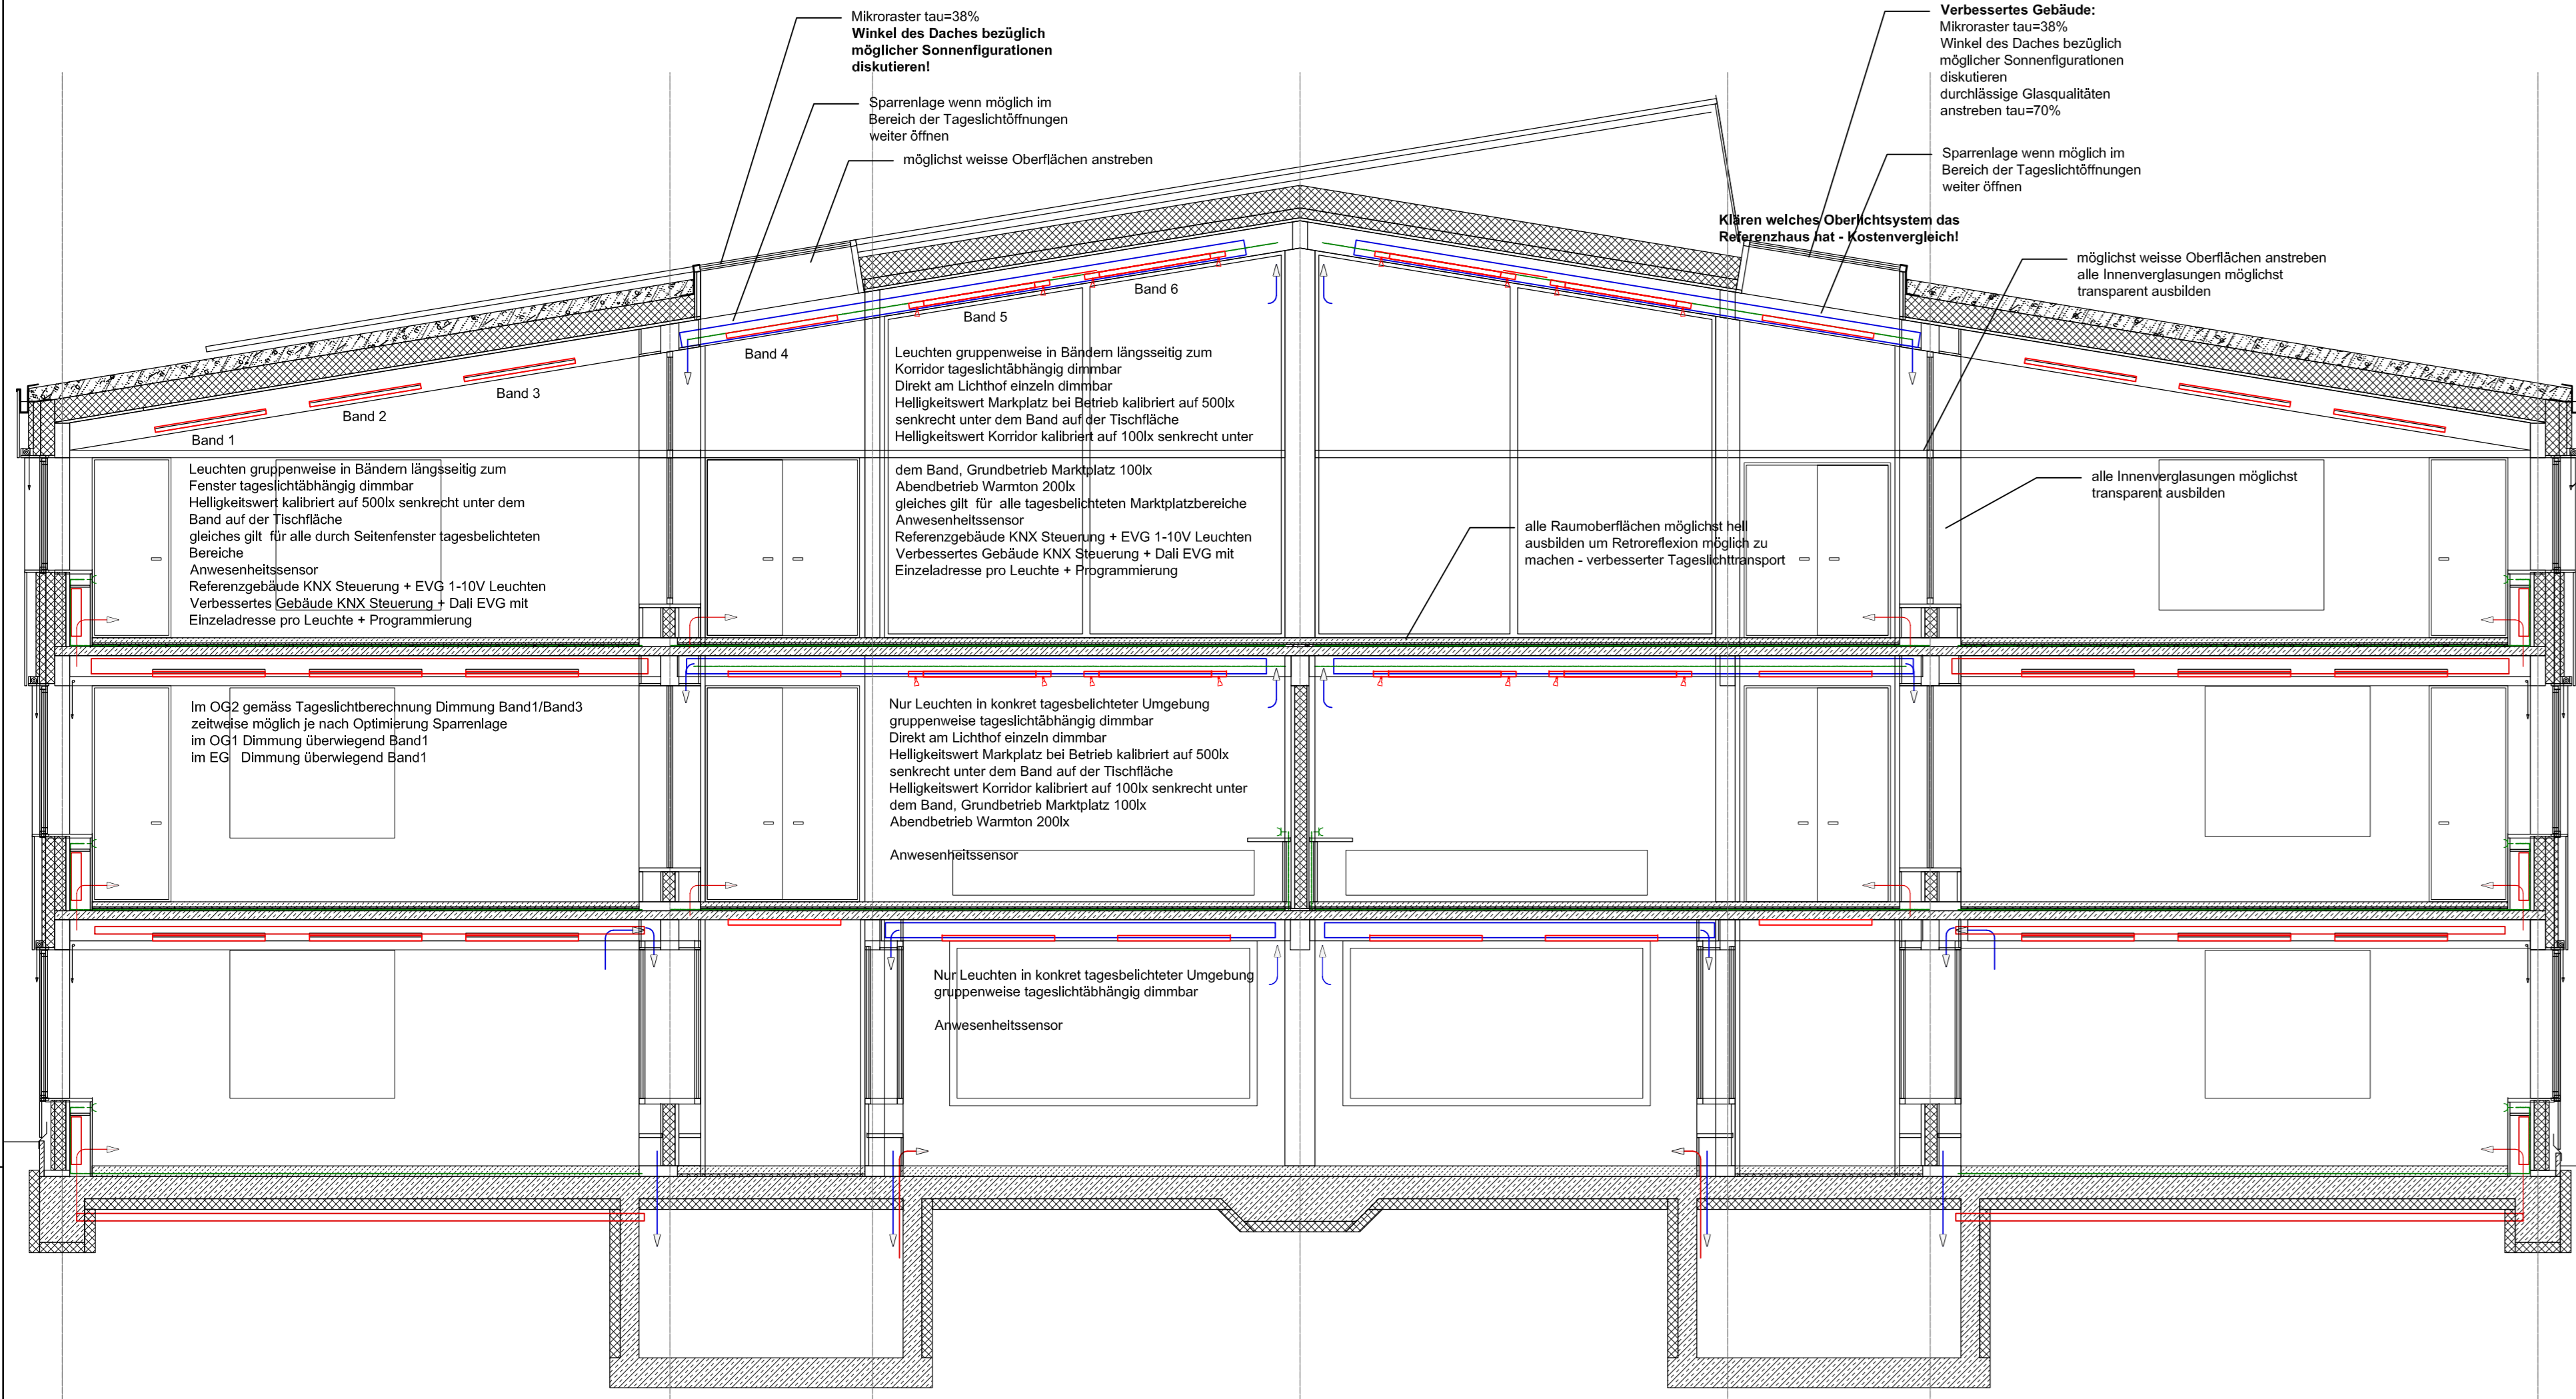 Mikroraster tau=38%
Winkel des Daches bezüglich
möglicher Sonnenfigurationen
diskutieren!
Sparrenlage wenn möglich im
Bereich der Tageslichtöffnungen
weiter öffnen
möglichst weisse Oberflächen anstreben
Verbessertes Gebäude:
Mikroraster tau=38%
Winkel des Daches bezüglich
möglicher Sonnenfigurationen
diskutieren
durchlässige Glasqualitäten
anstreben tau=70%
Sparrenlage wenn möglich im
Bereich der Tageslichtöffnungen
weiter öffnen
Klären welches Oberlichtsystem das
Referenzhaus hat - Kostenvergleich!
möglichst weisse Oberflächen anstreben
alle Innenverglasungen möglichst
transparent ausbilden
Band 6
Band 5
Band 4
Band 3
Band 2
Band 1
Leuchten gruppenweise in Bändern längsseitig zum
Korridor tageslichtäbhängig dimmbar
Direkt am Lichthof einzeln dimmbar
Helligkeitswert Markplatz bei Betrieb kalibriert auf 500lx
senkrecht unter dem Band auf der Tischfläche
Helligkeitswert Korridor kalibriert auf 100lx senkrecht unter
dem Band, Grundbetrieb Marktplatz 100lx
Abendbetrieb Warmton 200lx
gleiches gilt für alle tagesbelichteten Marktplatzbereiche
Anwesenheitssensor
Referenzgebäude KNX Steuerung + EVG 1-10V Leuchten
Verbessertes Gebäude KNX Steuerung + Dali EVG mit
Einzeladresse pro Leuchte + Programmierung
Leuchten gruppenweise in Bändern längsseitig zum
Fenster tageslichtäbhängig dimmbar
Helligkeitswert kalibriert auf 500lx senkrecht unter dem
Band auf der Tischfläche
gleiches gilt für alle durch Seitenfenster tagesbelichteten
Bereiche
Anwesenheitssensor
Referenzgebäude KNX Steuerung + EVG 1-10V Leuchten
Verbessertes Gebäude KNX Steuerung + Dali EVG mit
Einzeladresse pro Leuchte + Programmierung
alle Innenverglasungen möglichst
transparent ausbilden
alle Raumoberflächen möglichst hell
ausbilden um Retroreflexion möglich zu
machen - verbesserter Tageslichttransport
Im OG2 gemäss Tageslichtberechnung Dimmung Band1/Band3
zeitweise möglich je nach Optimierung Sparrenlage
im OG1 Dimmung überwiegend Band1
im EG Dimmung überwiegend Band1
Nur Leuchten in konkret tagesbelichteter Umgebung
gruppenweise tageslichtäbhängig dimmbar
Direkt am Lichthof einzeln dimmbar
Helligkeitswert Markplatz bei Betrieb kalibriert auf 500lx
senkrecht unter dem Band auf der Tischfläche
Helligkeitswert Korridor kalibriert auf 100lx senkrecht unter
dem Band, Grundbetrieb Marktplatz 100lx
Abendbetrieb Warmton 200lx
Anwesenheitssensor
Nur Leuchten in konkret tagesbelichteter Umgebung
gruppenweise tageslichtäbhängig dimmbar
Anwesenheitssensor